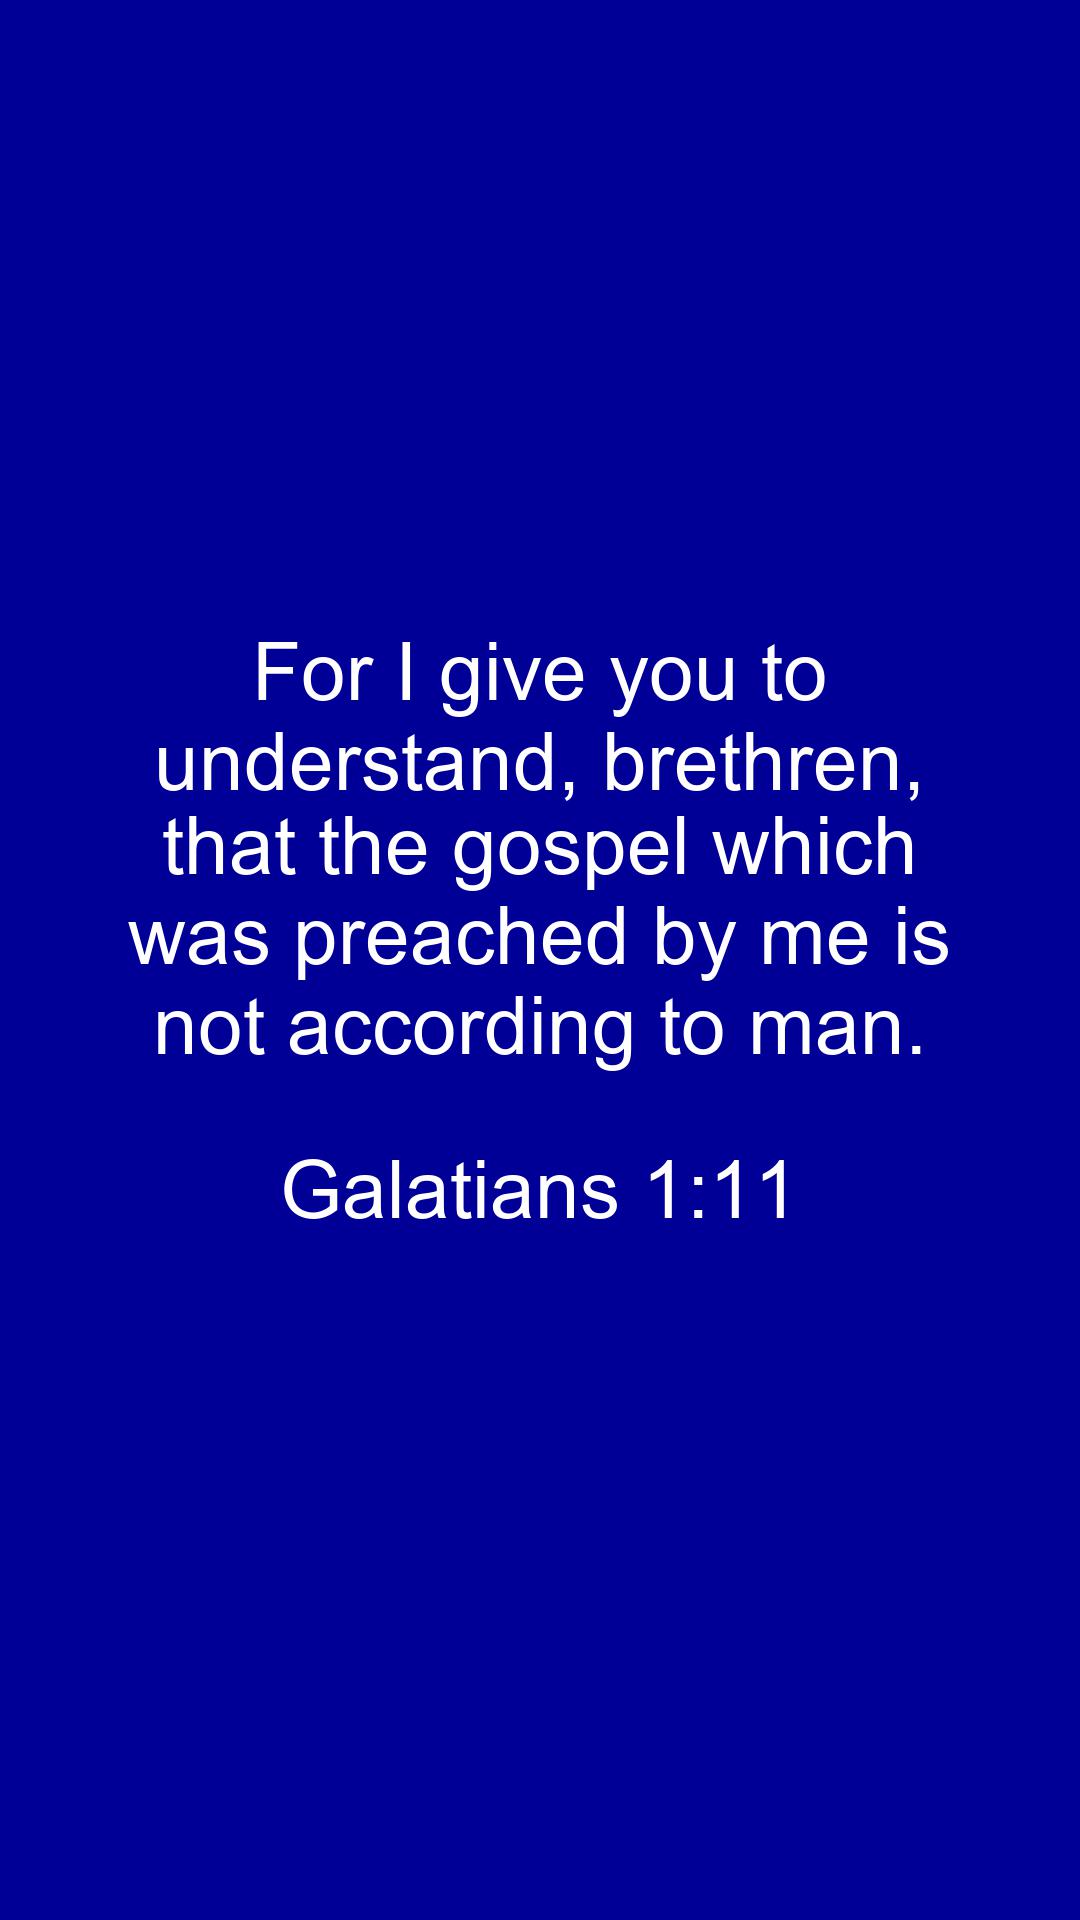 For I give you to
understand, brethren,
that the gospel which
was preached by me is
not according to man.
Galatians 1:11